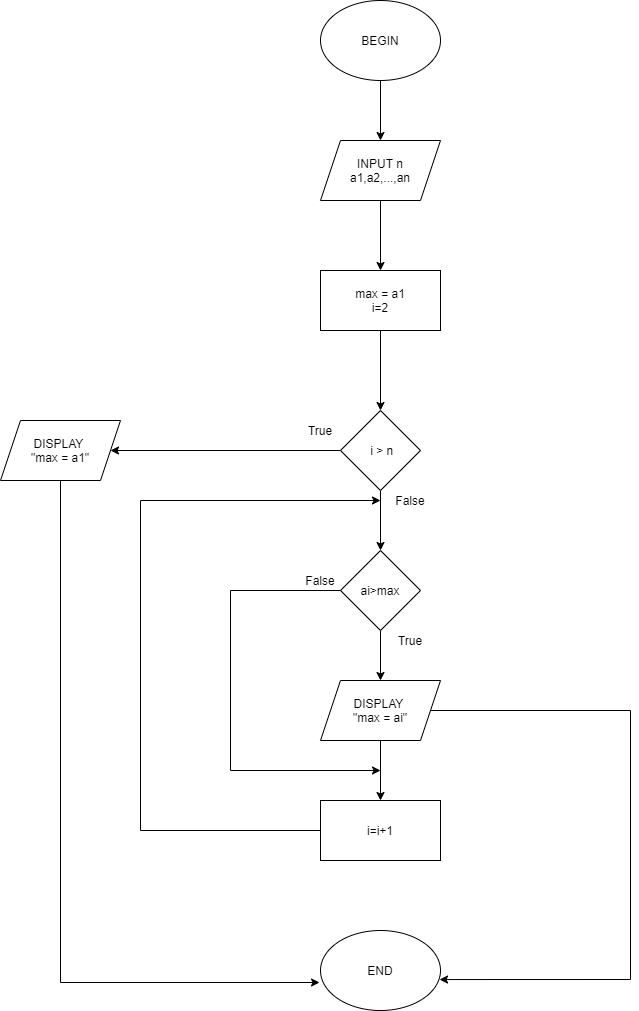 BEGIN
INPUT n
a1,a2,...,an
max = a1
i=2
True
i > n
DISPLAY
"max = a1"
False
False
ai>max
True
DISPLAY
"max = ai"
i=i+1
END